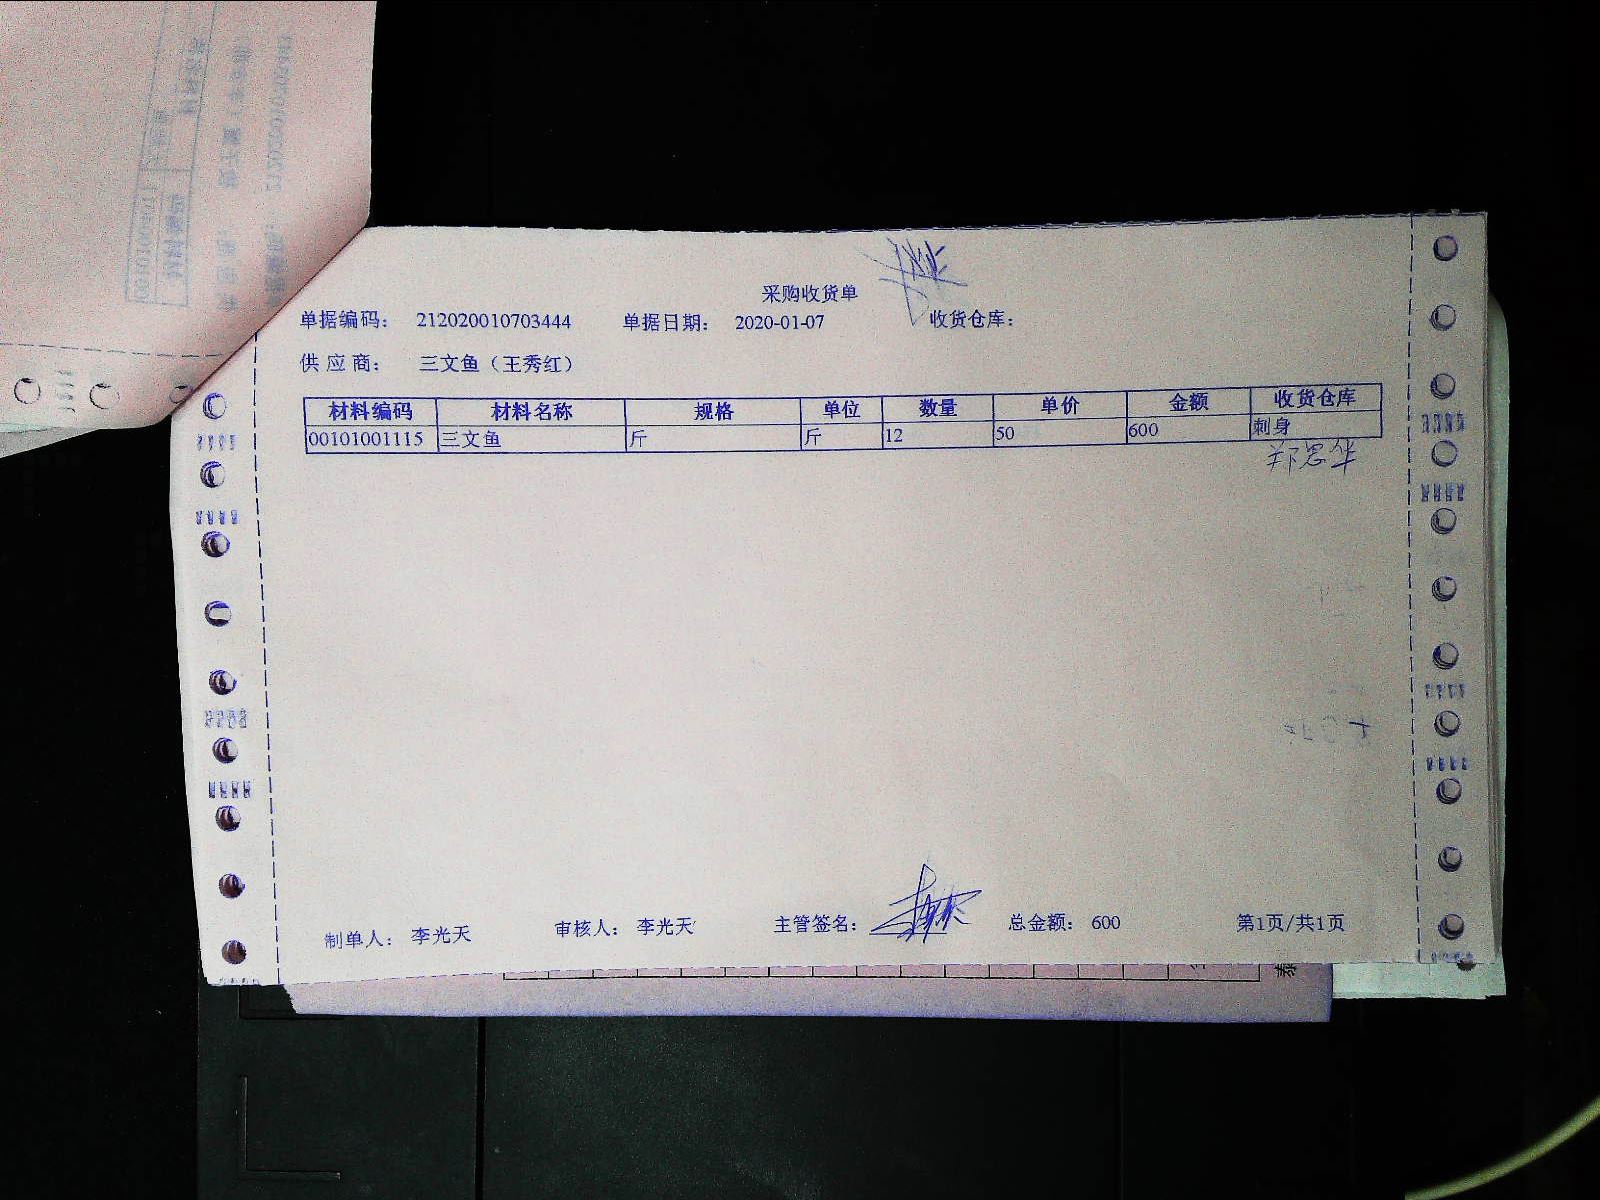 采购收货单
单据编码： 212020010703444 单据日期： 2020-01-07 收货仓库：
供 应 商： 三文鱼（王秀红）
材料编码 材料名称 规格 单位 数量 单价 金额 收货仓库
00101001115 三文鱼 斤 斤 12 50 600 刺身
郑思华
制单人： 李光天 审核人： 李光天 主管签名： 总金额： 600 第1页/共1页